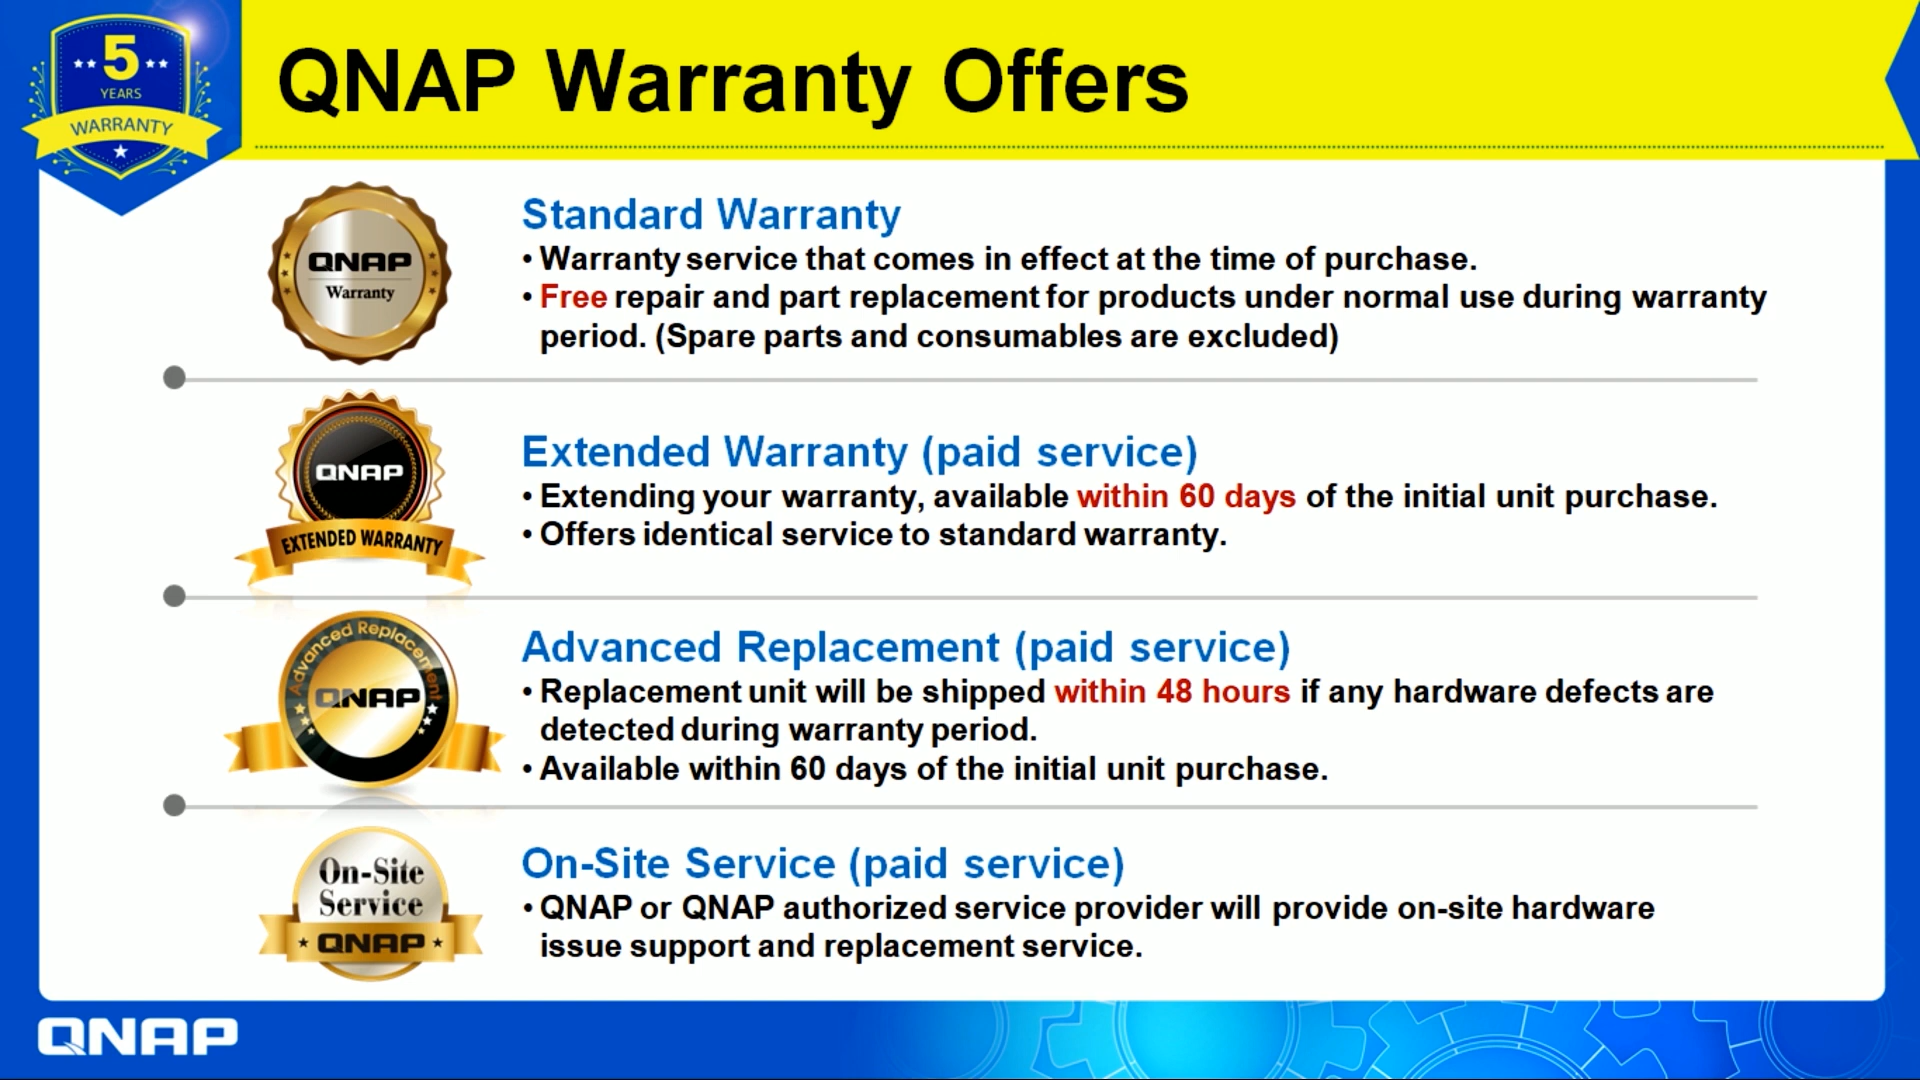 5
YEARS
WARRANTY
QNAP Warranty Offers
QNAP
Warranty
Standard Warranty
• Warranty service that comes in effect at the time of purchase.
• Free repair and part replacement for products under normal use during warranty
period. (Spare parts and consumables are excluded)
QNAP
EXTENDED WARRANTY
Extended Warranty (paid service)
• Extending your warranty, available within 60 days of the initial unit purchase.
• Offers identical service to standard warranty.
Advanced Replacement
QNAP
Advanced Replacement (paid service)
• Replacement unit will be shipped within 48 hours if any hardware defects are
detected during warranty period.
• Available within 60 days of the initial unit purchase.
On-Site
Service
QNAP
On-Site Service (paid service)
• QNAP or QNAP authorized service provider will provide on-site hardware
issue support and replacement service.
QNAP